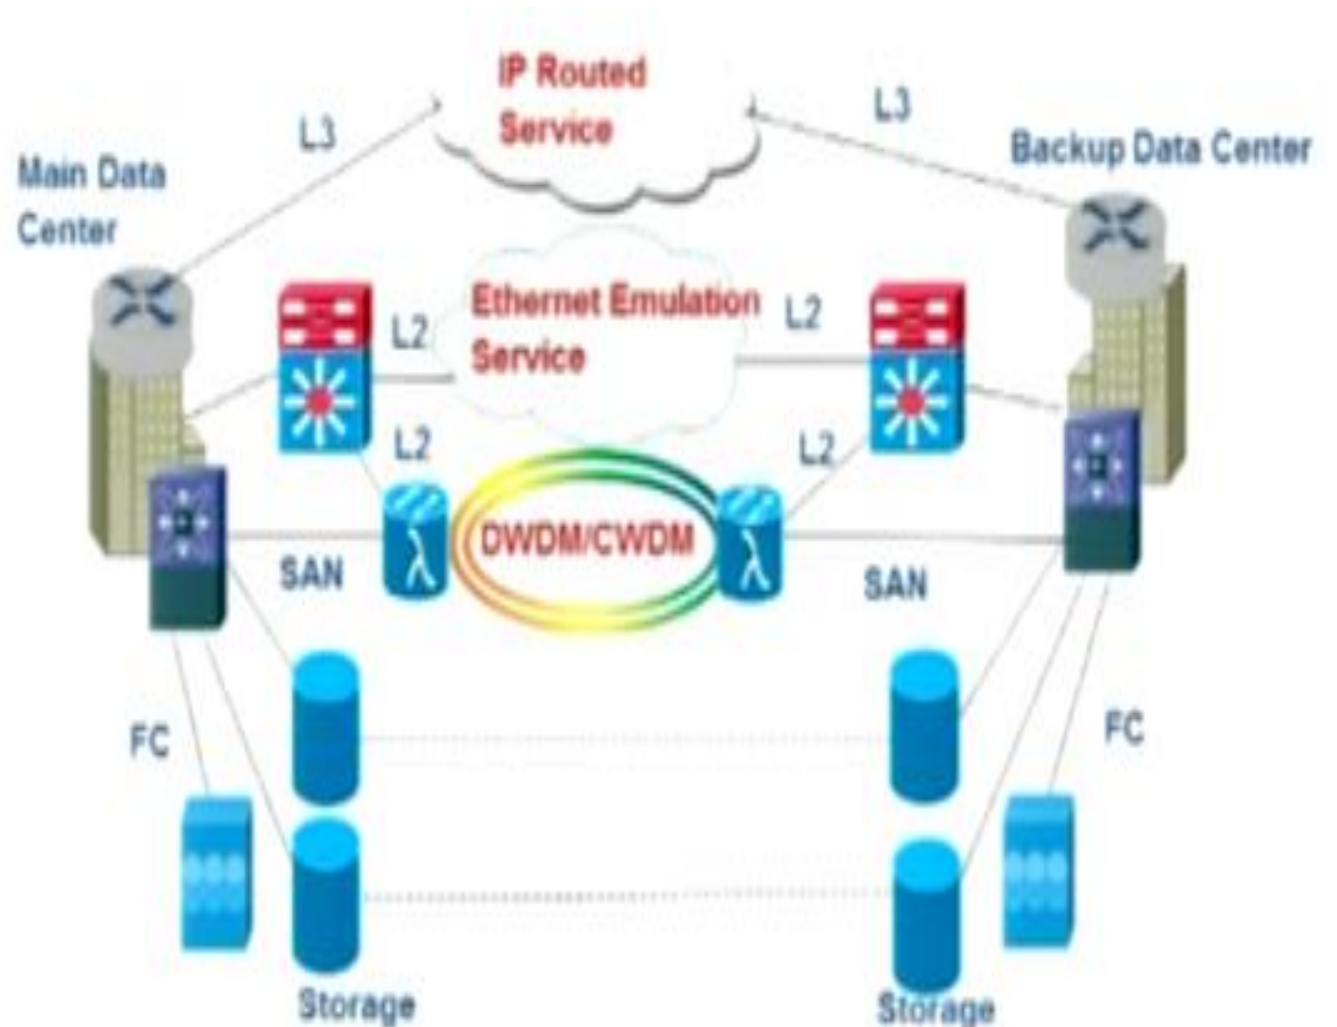 IP Routed
Service
L3
L3
Main Data
Center
Backup Data Center
Ethernet Emulation
Service
L2
L2
L2
L2
DWDM/CWDM
λ
λ
SAN
SAN
FC
FC
Storage
Storage